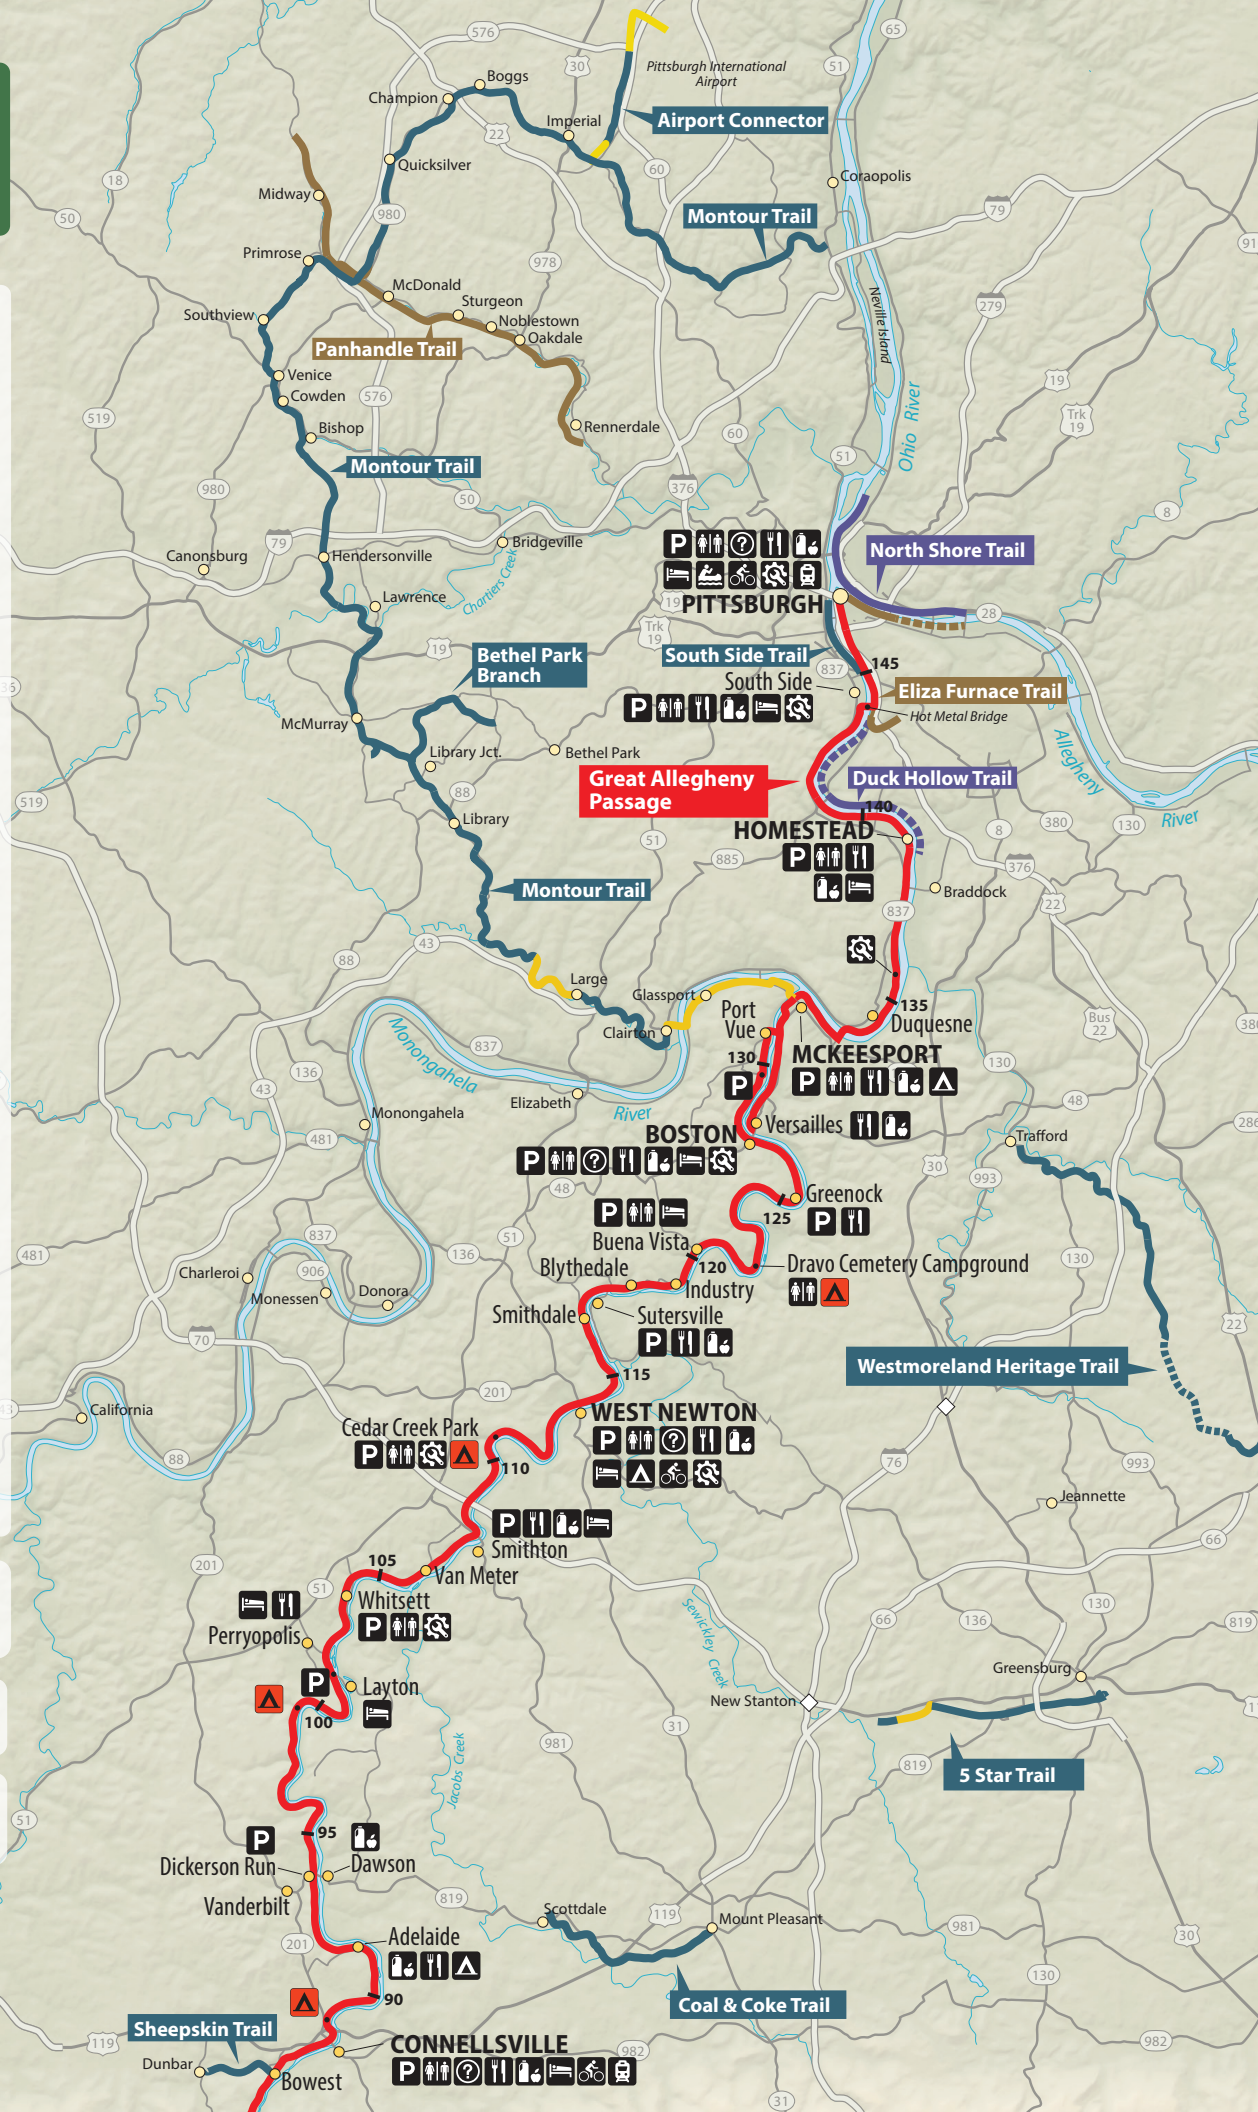 576
65
30
51
Pittsburgh International
Airport
Boggs
Champion
Imperial
Airport Connector
22
Quicksilver
60
18
Coraopolis
Midway
50
980
Montour Trail
79
91
Primrose
978
McDonald
Sturgeon
Neville Island
279
Southview
Noblestown
Oakdale
Panhandle Trail
Venice
Cowden
576
19
Trk
19
519
Bishop
Rennerdale
60
Ohio River
51
Montour Trail
376
980
50
8
79
Bridgeville
Canonsburg
Hendersonville
Chartiers Creek
P
?
North Shore Trail
Lawrence
19
PITTSBURGH
28
Trk
19
19
Bethel Park
Branch
South Side Trail
837
145
South Side
Eliza Furnace Trail
P
McMurray
Hot Metal Bridge
Library Jct.
Bethel Park
Allegheny
River
Great Allegheny
Passage
Duck Hollow Trail
88
519
140
Library
HOMESTEAD
8
380
130
51
885
P
376
Montour Trail
Braddock
22
837
43
88
Large
Glassport
135
Port
Vue
Duquesne
Clairton
Bus
22
380
Monongahela
837
130
MCKEESPORT
P
P
136
43
130
Elizabeth
River
48
Monongahela
Versailles
286
481
BOSTON
Trafford
P
?
30
993
48
Greenock
P
125
P
837
51
Buena Vista
481
136
Blythedale
120
Dravo Cemetery Campground
130
Charleroi
906
Industry
Monessen
Donora
Smithdale
Sutersville
P
22
70
Westmoreland Heritage Trail
115
201
43
California
Cedar Creek Park
P
WEST NEWTON
P
?
88
110
76
993
Jeannette
P
Smithton
66
201
105
Van Meter
51
Whitsett
P
Sewickley Creek
66
136
130
819
Perryopolis
Greensburg
P
Layton
New Stanton
100
31
981
Jacobs Creek
819
5 Star Trail
51
95
P
Dickerson Run
Dawson
Vanderbilt
819
Scottdale
119
Mount Pleasant
981
30
201
Adelaide
130
90
Coal & Coke Trail
Sheepskin Trail
119
CONNELLSVILLE
982
982
Dunbar
P
?
Bowest
31